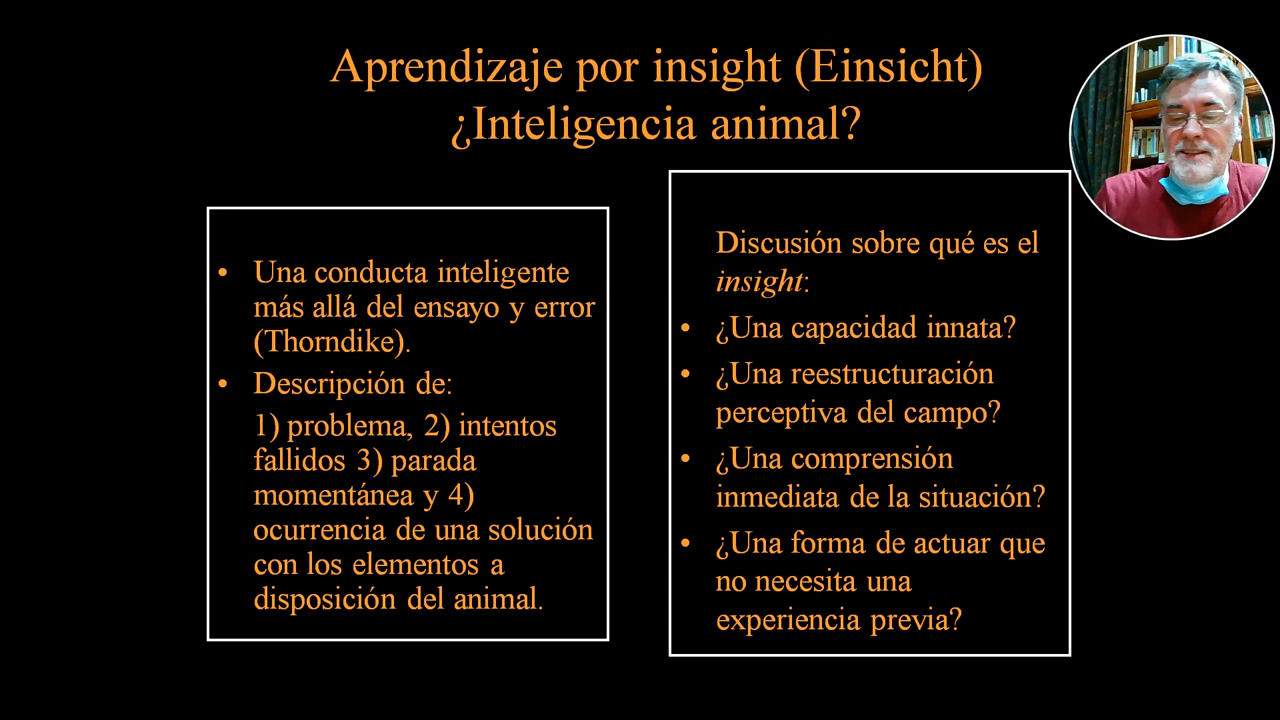 Aprendizaje por insight (Einsicht)
¿Inteligencia animal?
• Una conducta inteligente
más allá del ensayo y error
(Thorndike).
• Descripción de:
1) problema, 2) intentos
fallidos 3) parada
momentánea y 4)
ocurrencia de una solución
con los elementos a
disposición del animal.
Discusión sobre qué es el
insight:
• ¿Una capacidad innata?
• ¿Una reestructuración
perceptiva del campo?
• ¿Una comprensión
inmediata de la situación?
• ¿Una forma de actuar que
no necesita una
experiencia previa?